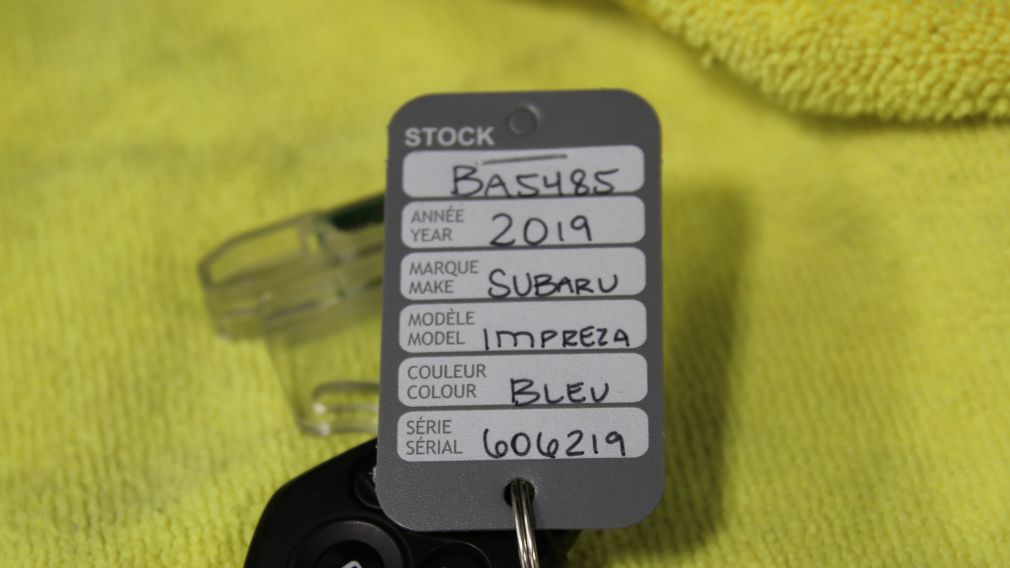 STOCK
BA5485
ANNÉE
YEAR 2019
MARQUE
MAKE SUBARU
MODÈLE
MODEL IMPREZA
COULEUR
COLOUR BLEU
SÉRIE
SÉRIAL 606219